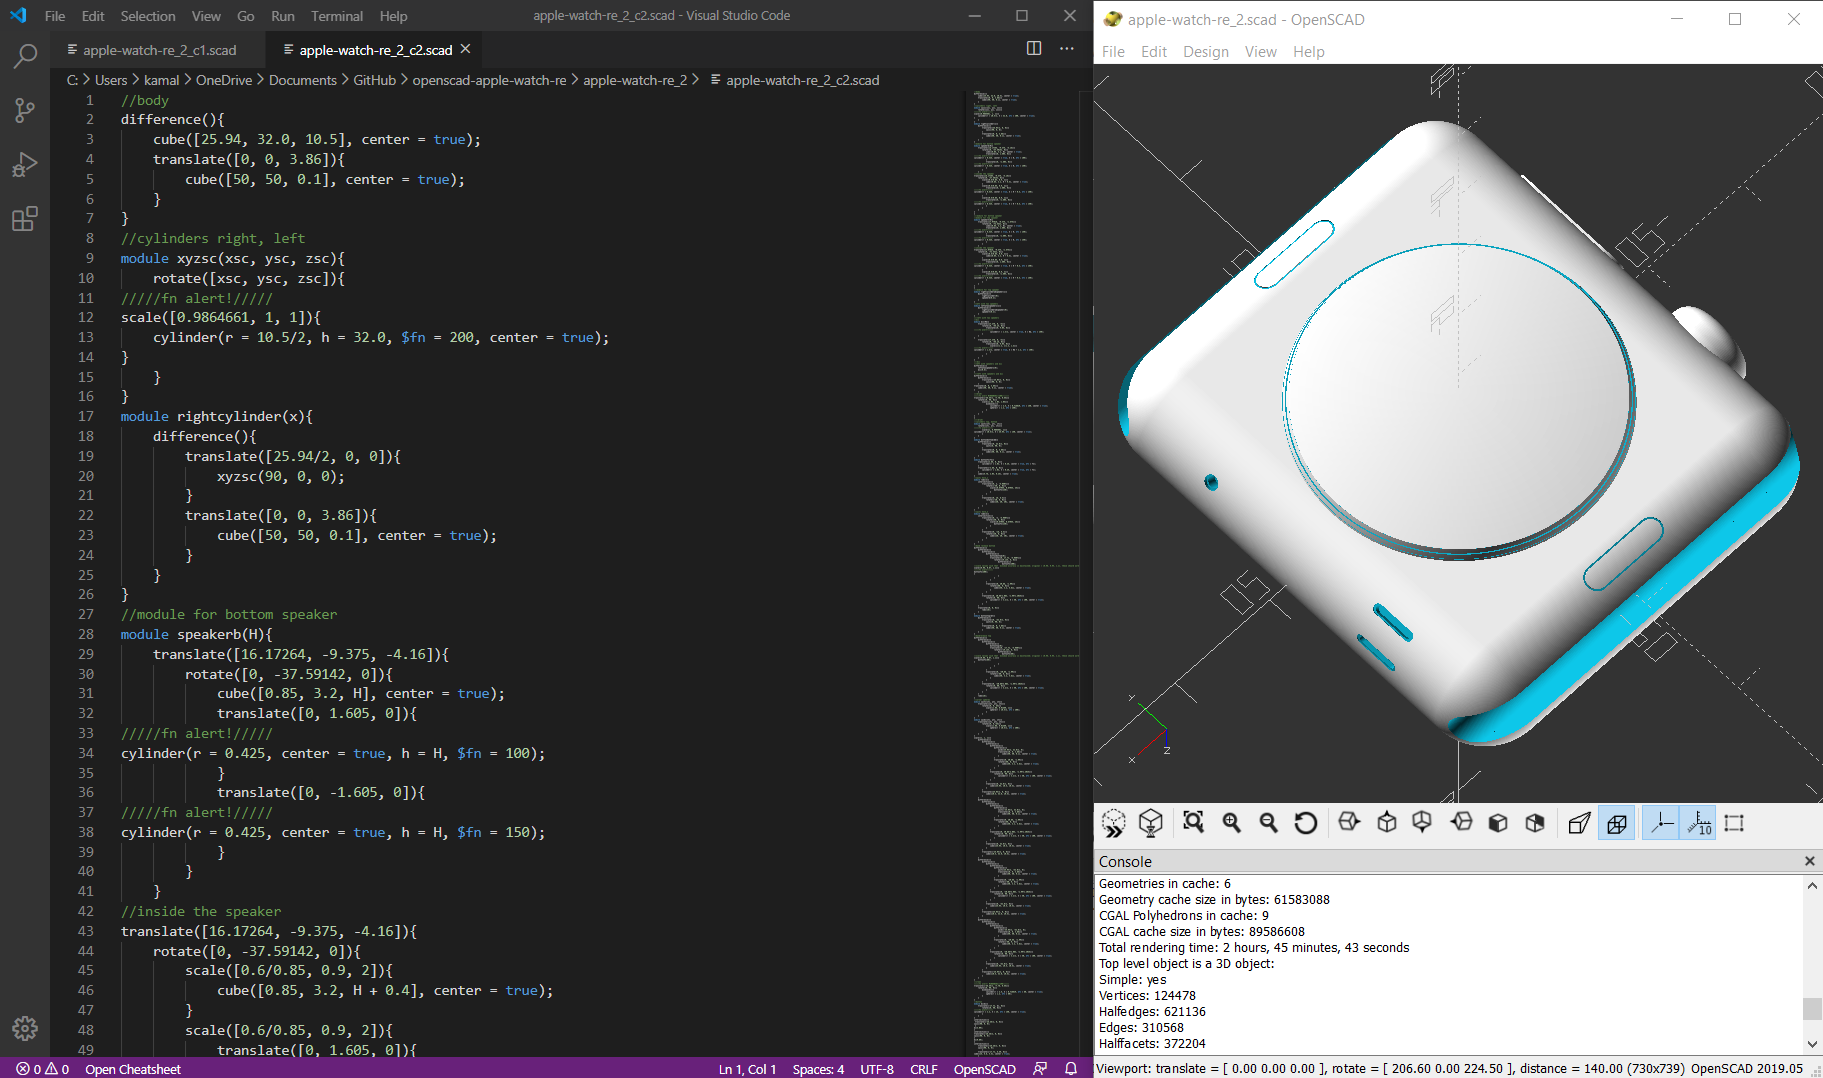 File Edit Selection View Go Run Terminal Help apple-watch-re_2_c2.scad - Visual Studio Code
apple-watch-re_2_c1.scad apple-watch-re_2_c2.scad
C: > Users > kamal > OneDrive > Documents > GitHub > openscad-apple-watch-re > apple-watch-re_2 > apple-watch-re_2_c2.scad
1 //body
2 difference(){
3 cube([25.94, 32.0, 10.5], center = true);
4 translate([0, 0, 3.86]){
5 cube([50, 50, 0.1], center = true);
6 }
7 }
8 //cylinders right, left
9 module xyzsc(xsc, ysc, zsc){
10 rotate([xsc, ysc, zsc]){
11 /////fn alert!/////
12 scale([0.9864661, 1, 1]){
13 cylinder(r = 10.5/2, h = 32.0, $fn = 200, center = true);
14 }
15 }
16 }
17 module rightcylinder(x){
18 difference(){
19 translate([25.94/2, 0, 0]){
20 xyzsc(90, 0, 0);
21 }
22 translate([0, 0, 3.86]){
23 cube([50, 50, 0.1], center = true);
24 }
25 }
26 }
27 //module for bottom speaker
28 module speakerb(H){
29 translate([16.17264, -9.375, -4.16]){
30 rotate([0, -37.59142, 0]){
31 cube([0.85, 3.2, H], center = true);
32 translate([0, 1.605, 0]){
33 /////fn alert!/////
34 cylinder(r = 0.425, center = true, h = H, $fn = 100);
35 }
36 translate([0, -1.605, 0]){
37 /////fn alert!/////
38 cylinder(r = 0.425, center = true, h = H, $fn = 150);
39 }
40 }
41 }
42 //inside the speaker
43 translate([16.17264, -9.375, -4.16]){
44 rotate([0, -37.59142, 0]){
45 scale([0.6/0.85, 0.9, 2]){
46 cube([0.85, 3.2, H + 0.4], center = true);
47 }
48 scale([0.6/0.85, 0.9, 2]){
49 translate([0, 1.605, 0]){
0 0 Open Cheatsheet Ln 1, Col 1 Spaces: 4 UTF-8 CRLF OpenSCAD
apple-watch-re_2.scad - OpenSCAD
File Edit Design View Help
x
x
z
10
Console
Geometries in cache: 6
Geometry cache size in bytes: 61583088
CGAL Polyhedrons in cache: 9
CGAL cache size in bytes: 89586608
Total rendering time: 2 hours, 45 minutes, 43 seconds
Top level object is a 3D object:
Simple: yes
Vertices: 124478
Halfedges: 621136
Edges: 310568
Halffacets: 372204
Viewport: translate = [ 0.00 0.00 0.00 ], rotate = [ 206.60 0.00 224.50 ], distance = 140.00 (730x739) OpenSCAD 2019.05